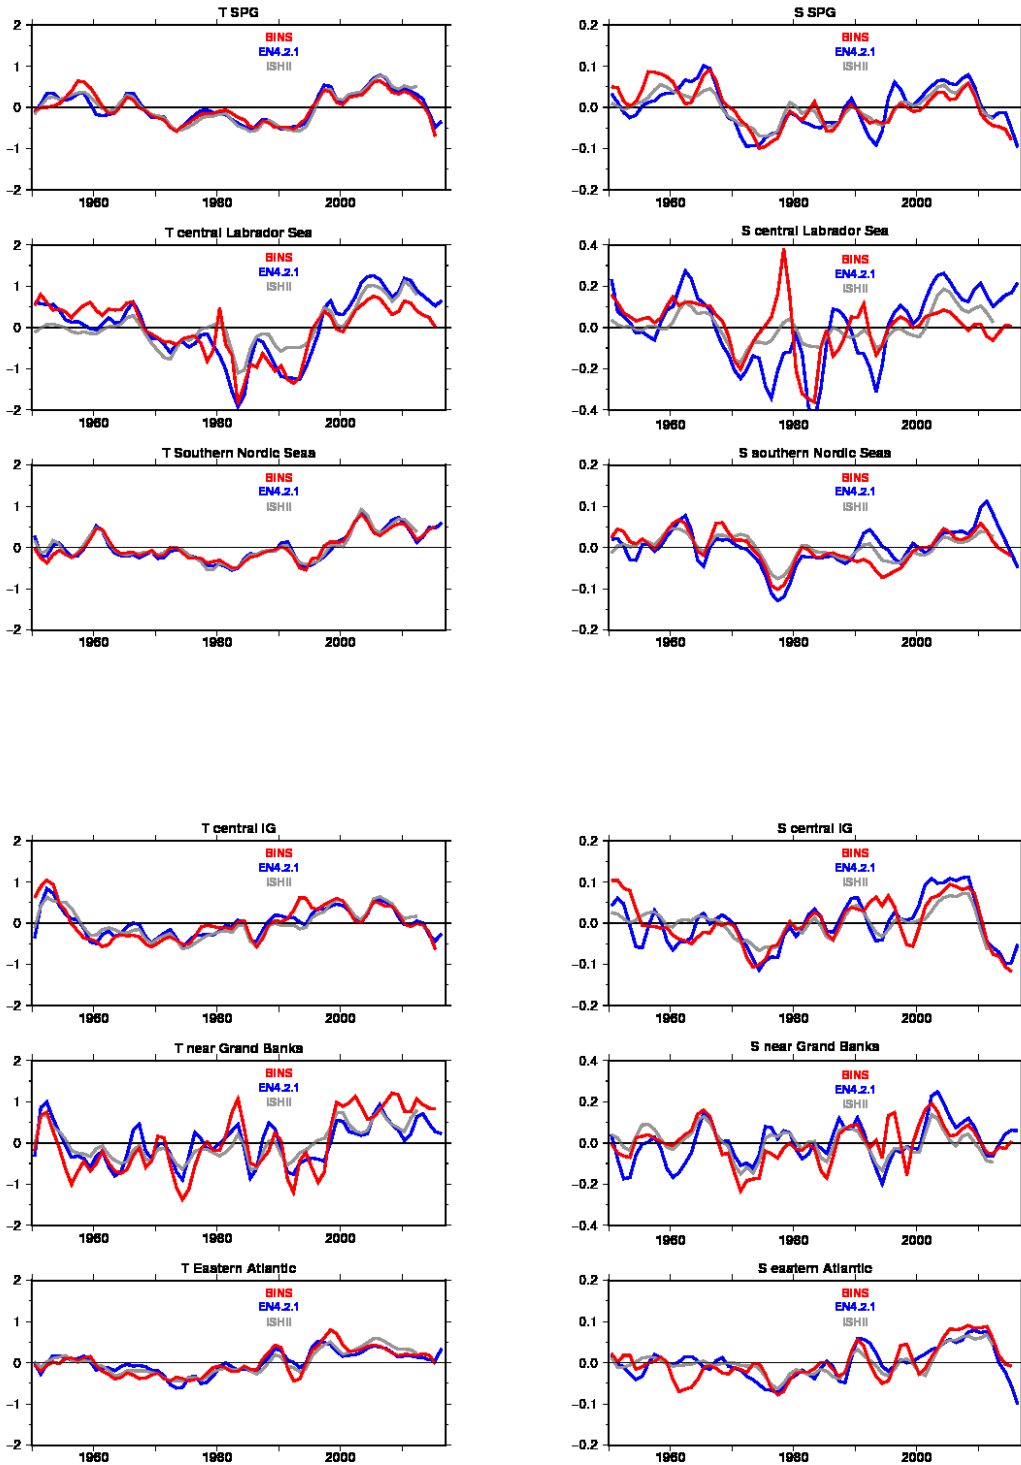 T SPG
2
1
0
−1
−2
BINS
EN4.2.1
ISHII
1960 1980 2000
S SPG
0.2
0.1
0.0
−0.1
−0.2
BINS
EN4.2.1
ISHII
1960 1980 2000
T central Labrador Sea
2
1
0
−1
−2
BINS
EN4.2.1
ISHII
1960 1980 2000
S central Labrador Sea
0.4
0.2
0.0
−0.2
−0.4
BINS
EN4.2.1
ISHII
1960 1980 2000
T Southern Nordic Seas
2
1
0
−1
−2
BINS
EN4.2.1
ISHII
1960 1980 2000
S southern Nordic Seas
0.2
0.1
0.0
−0.1
−0.2
BINS
EN4.2.1
ISHII
1960 1980 2000
T central IG
2
1
0
−1
−2
BINS
EN4.2.1
ISHII
1960 1980 2000
S central IG
0.2
0.1
0.0
−0.1
−0.2
BINS
EN4.2.1
ISHII
1960 1980 2000
T near Grand Banks
2
1
0
−1
−2
BINS
EN4.2.1
ISHII
1960 1980 2000
S near Grand Banks
0.4
0.2
0.0
−0.2
−0.4
BINS
EN4.2.1
ISHII
1960 1980 2000
T Eastern Atlantic
2
1
0
−1
−2
BINS
EN4.2.1
ISHII
1960 1980 2000
S eastern Atlantic
0.2
0.1
0.0
−0.1
−0.2
BINS
EN4.2.1
ISHII
1960 1980 2000